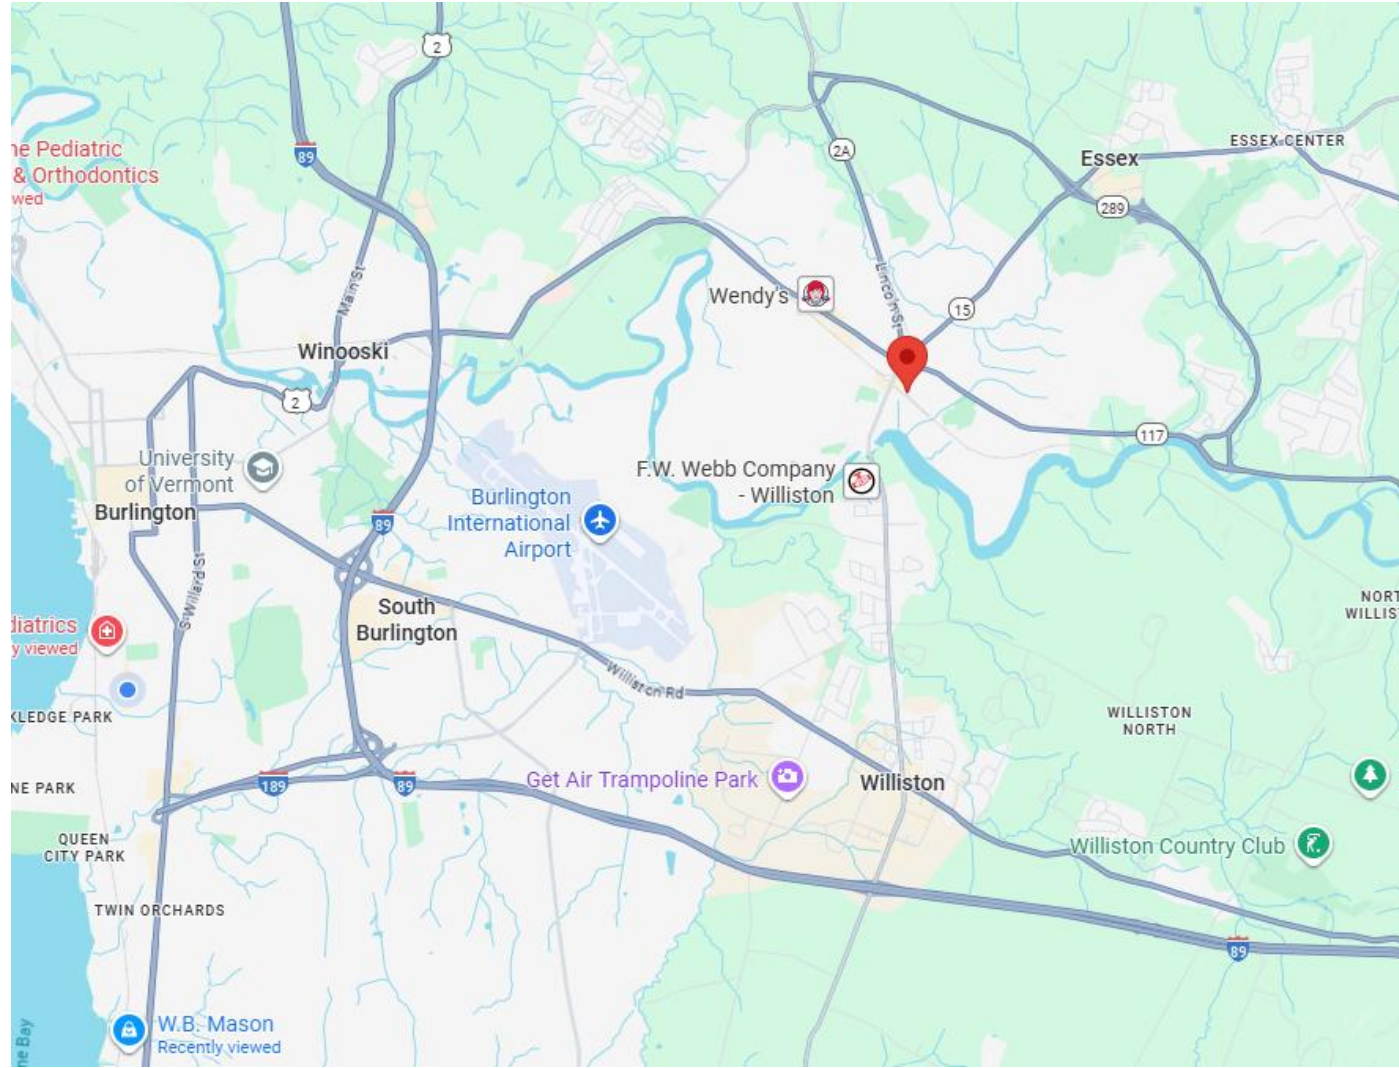 2
89
2A
ESSEX CENTER
Essex
ne Pediatric
& Orthodontics
wed
289
Main St
Lincoln St
Wendy's
15
Winooski
2
117
University
of Vermont
F.W. Webb Company
- Williston
Burlington
Burlington
International
Airport
89
S Willard St
South
Burlington
NORT
WILLIS
diatrics
y viewed
Williston Rd
KLEDGE PARK
WILLISTON
NORTH
189
89
Get Air Trampoline Park
Williston
NE PARK
QUEEN
CITY PARK
Williston Country Club
TWIN ORCHARDS
89
W.B. Mason
Recently viewed
ne Bay